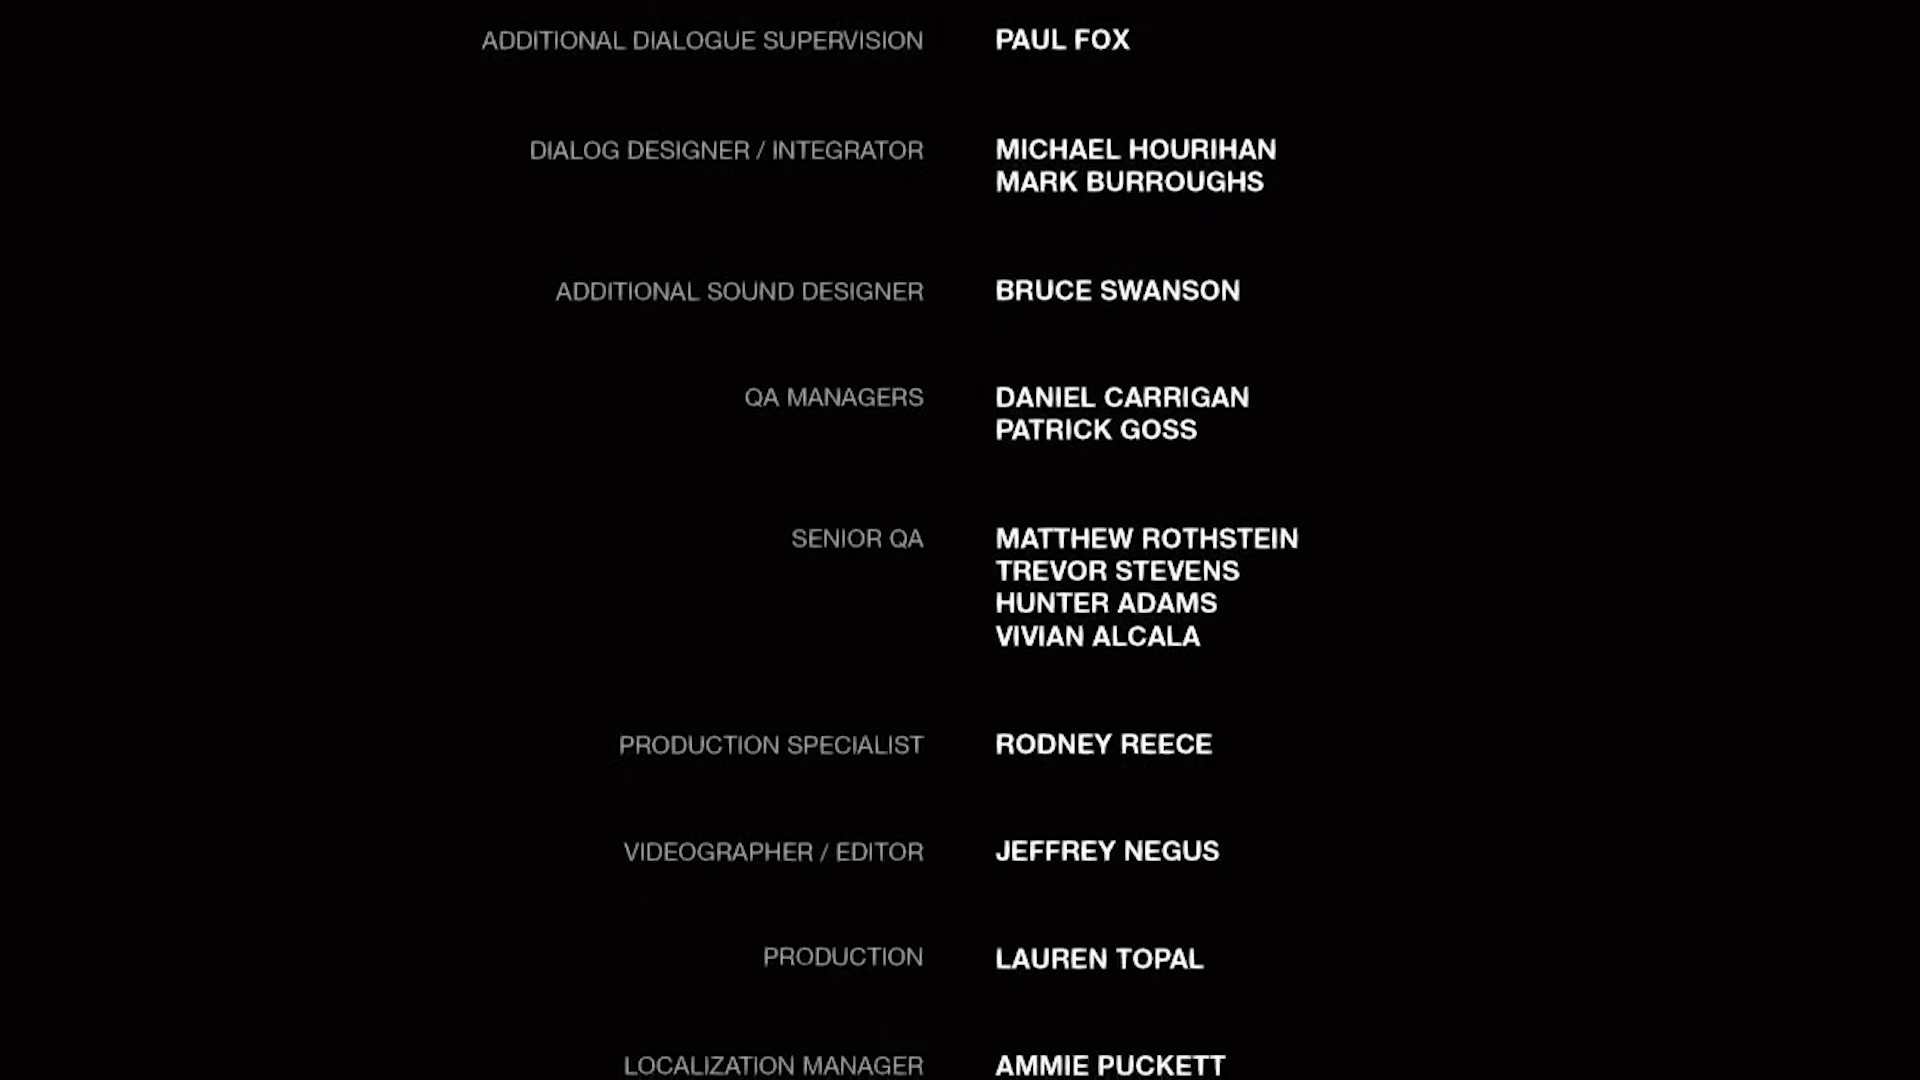 ADDITIONAL DIALOGUE SUPERVISION PAUL FOX
DIALOG DESIGNER / INTEGRATOR MICHAEL HOURIHAN
MARK BURROUGHS
ADDITIONAL SOUND DESIGNER BRUCE SWANSON
QA MANAGERS DANIEL CARRIGAN
PATRICK GOSS
SENIOR QA MATTHEW ROTHSTEIN
TREVOR STEVENS
HUNTER ADAMS
VIVIAN ALCALA
PRODUCTION SPECIALIST RODNEY REECE
VIDEOGRAPHER / EDITOR JEFFREY NEGUS
PRODUCTION LAUREN TOPAL
LOCALIZATION MANAGER AMMIE PUCKETT